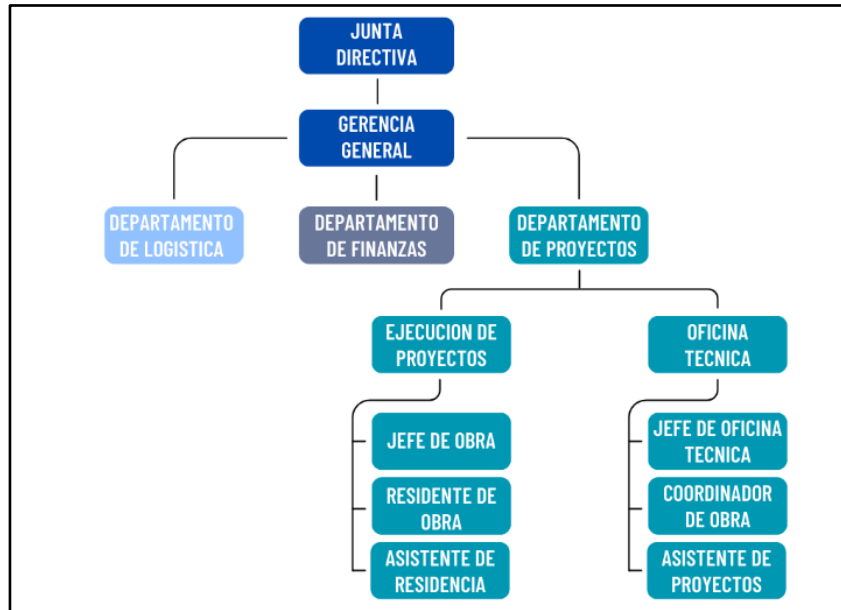 JUNTA
DIRECTIVA
GERENCIA
GENERAL
DEPARTAMENTO
DE LOGISTICA
DEPARTAMENTO
DE FINANZAS
DEPARTAMENTO
DE PROYECTOS
EJECUCION DE
PROYECTOS
OFICINA
TECNICA
JEFE DE OBRA
RESIDENTE DE
OBRA
ASISTENTE DE
RESIDENCIA
JEFE DE OFICINA
TECNICA
COORDINADOR
DE OBRA
ASISTENTE DE
PROYECTOS